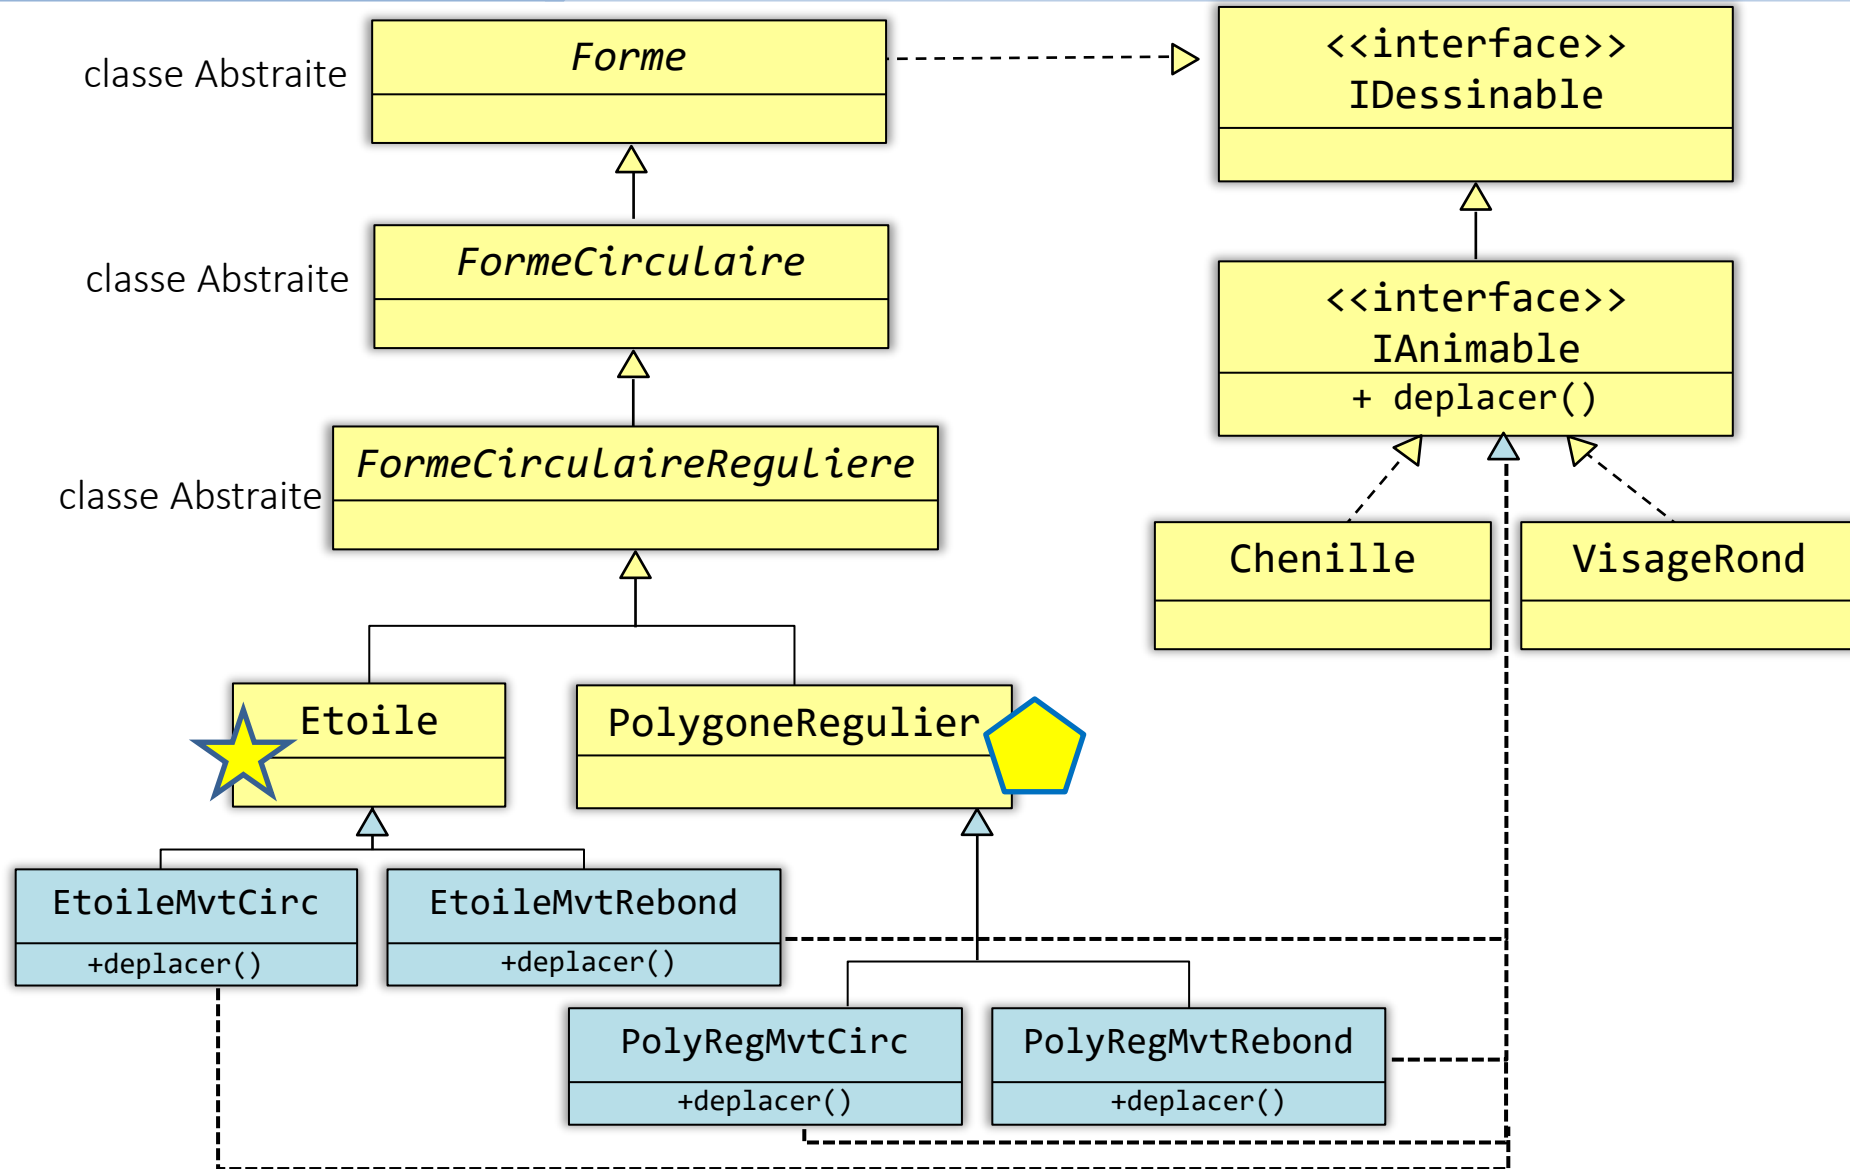 classe Abstraite
Forme
<<interface>>
IDessinable
classe Abstraite
FormeCirculaire
<<interface>>
IAnimable
+ deplacer()
classe Abstraite
FormeCirculaireReguliere
Chenille
VisageRond
Etoile
PolygoneRegulier
EtoileMvtCirc
+deplacer()
EtoileMvtRebond
+deplacer()
PolyRegMvtCirc
+deplacer()
PolyRegMvtRebond
+deplacer()